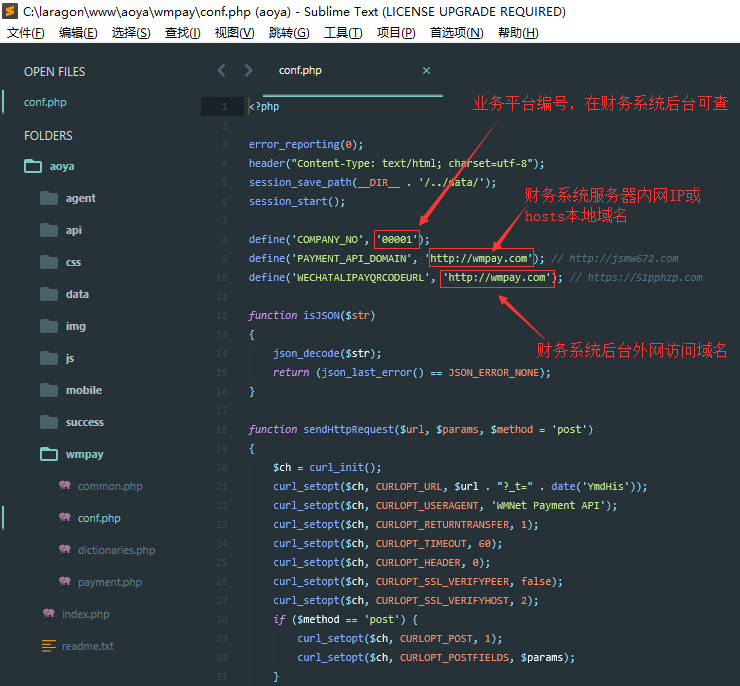 C:\laragon\www\aoya\wmpay\conf.php (aoya) - Sublime Text (LICENSE UPGRADE REQUIRED)
文件(F) 编辑(E) 选择(S) 查找(I) 视图(V) 跳转(G) 工具(T) 项目(P) 首选项(N) 帮助(H)
OPEN FILES
conf.php
FOLDERS
aoya
agent
api
css
data
img
js
mobile
success
wmpay
common.php
conf.php
dictionaries.php
payment.php
index.php
readme.txt
conf.php ×
业务平台编号，在财务系统后台可查
财务系统服务器内网IP或
hosts本地域名
财务系统后台外网访问域名
1 <?php
2
3 error_reporting(0);
4 header("Content-Type: text/html; charset=utf-8");
5 session_save_path(__DIR__ . '/../data/');
6 session_start();
7
8 define('COMPANY_NO', '00001');
9 define('PAYMENT_API_DOMAIN', 'http://wmpay.com'); // http://jsmw672.com
10 define('WECHATALIPAYQRCODEURL', 'http://wmpay.com'); // https://51pphzp.com
11
12 function isJSON($str)
13 {
14 json_decode($str);
15 return (json_last_error() == JSON_ERROR_NONE);
16 }
17
18 function sendHttpRequest($url, $params, $method = 'post')
19 {
20 $ch = curl_init();
21 curl_setopt($ch, CURLOPT_URL, $url . "?_t=" . date('YmdHis'));
22 curl_setopt($ch, CURLOPT_USERAGENT, 'WMNet Payment API');
23 curl_setopt($ch, CURLOPT_RETURNTRANSFER, 1);
24 curl_setopt($ch, CURLOPT_TIMEOUT, 60);
25 curl_setopt($ch, CURLOPT_HEADER, 0);
26 curl_setopt($ch, CURLOPT_SSL_VERIFYPEER, false);
27 curl_setopt($ch, CURLOPT_SSL_VERIFYHOST, 2);
28 if ($method == 'post') {
29 curl_setopt($ch, CURLOPT_POST, 1);
30 curl_setopt($ch, CURLOPT_POSTFIELDS, $params);
31 }